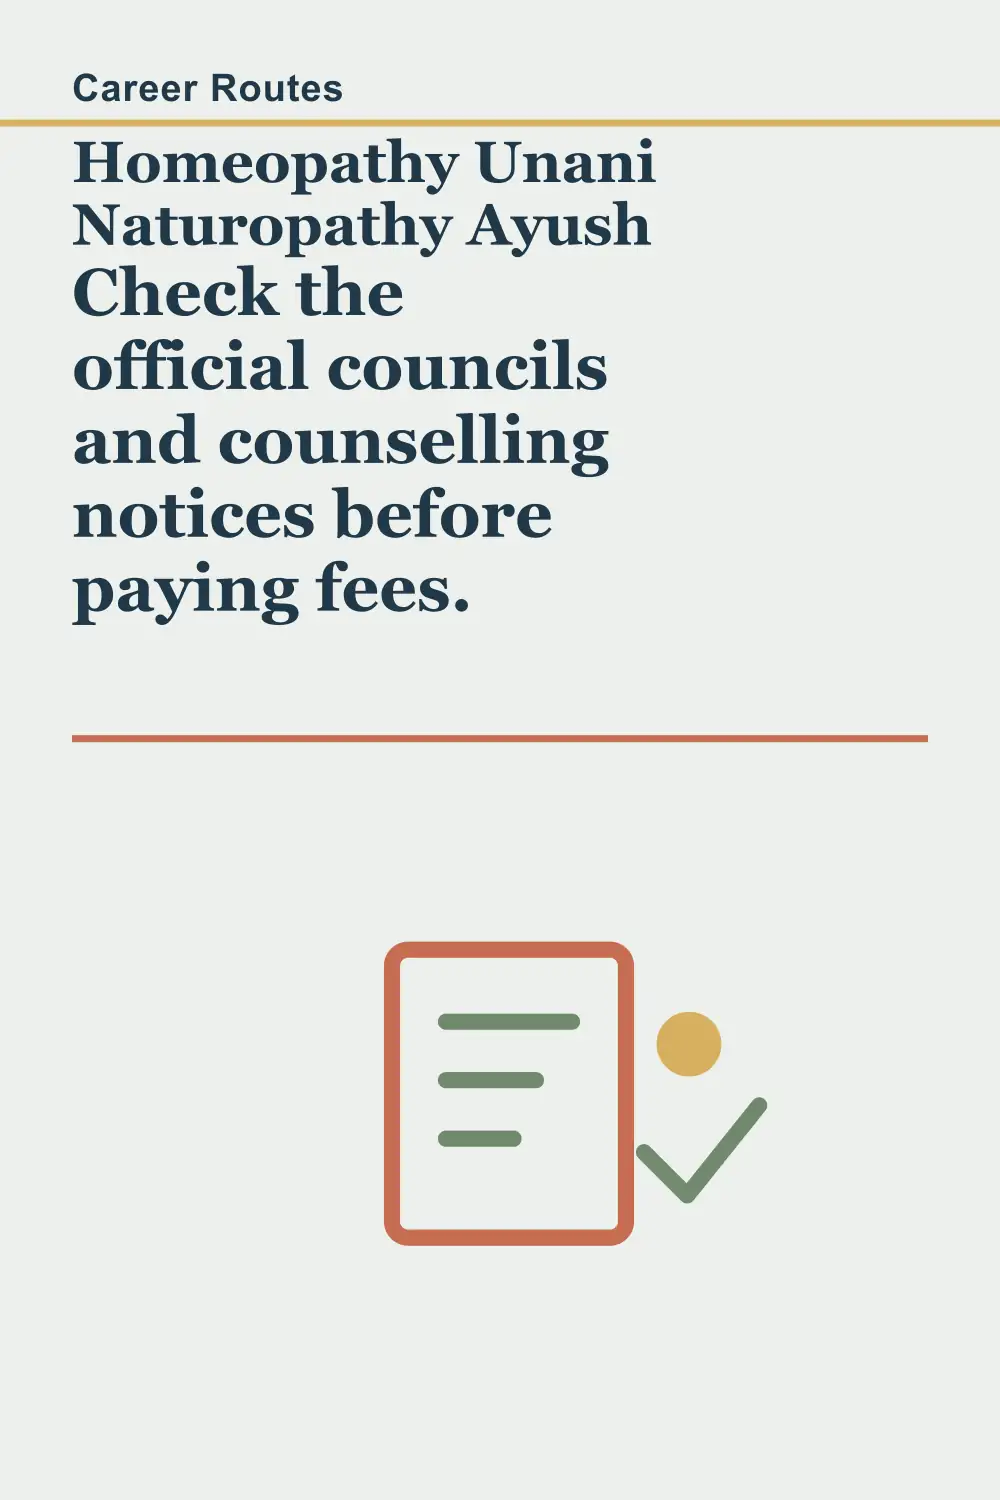 Career Routes
Homeopathy Unani
Naturopathy Ayush
Check the
official councils
and counselling
notices before
paying fees.